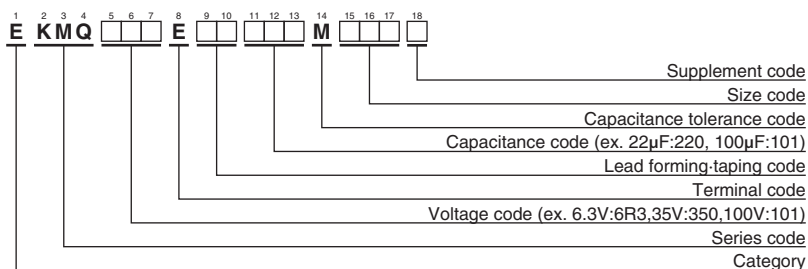 1 2 3 4 5 6 7 8 9 10 11 12 13 14 15 16 17 18
E KMQ □□□ E □□ □□□ M □□□ □
Supplement code
Size code
Capacitance tolerance code
Capacitance code (ex. 22µF:220, 100µF:101)
Lead forming·taping code
Terminal code
Voltage code (ex. 6.3V:6R3,35V:350,100V:101)
Series code
Category